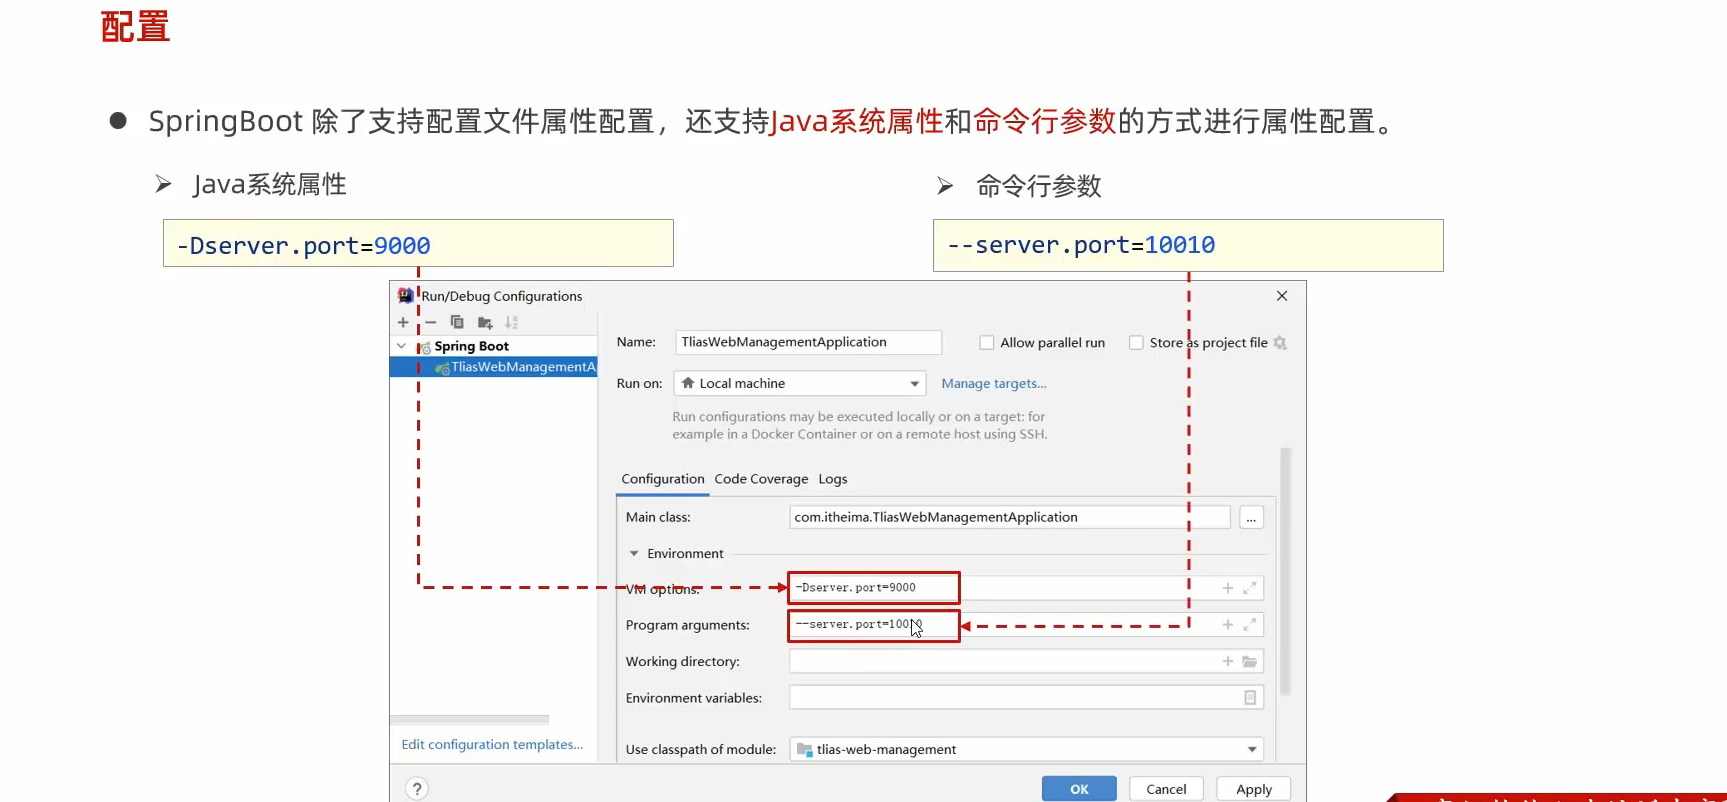 配置
SpringBoot 除了支持配置文件属性配置，还支持Java系统属性和命令行参数的方式进行属性配置。
Java系统属性
命令行参数
-Dserver.port=9000
--server.port=10010
Run/Debug Configurations
Name: TliasWebManagementApplication Allow parallel run Store as project file
Spring Boot
TliasWebManagementA
Run on: Local machine Manage targets...
Run configurations may be executed locally or on a target: for
example in a Docker Container or on a remote host using SSH.
Configuration Code Coverage Logs
Main class: com.itheima.TliasWebManagementApplication ...
Environment
VM options: -Dserver.port=9000
Program arguments: --server.port=10010
Working directory:
Environment variables:
Edit configuration templates...
Use classpath of module: tlias-web-management
? OK Cancel Apply